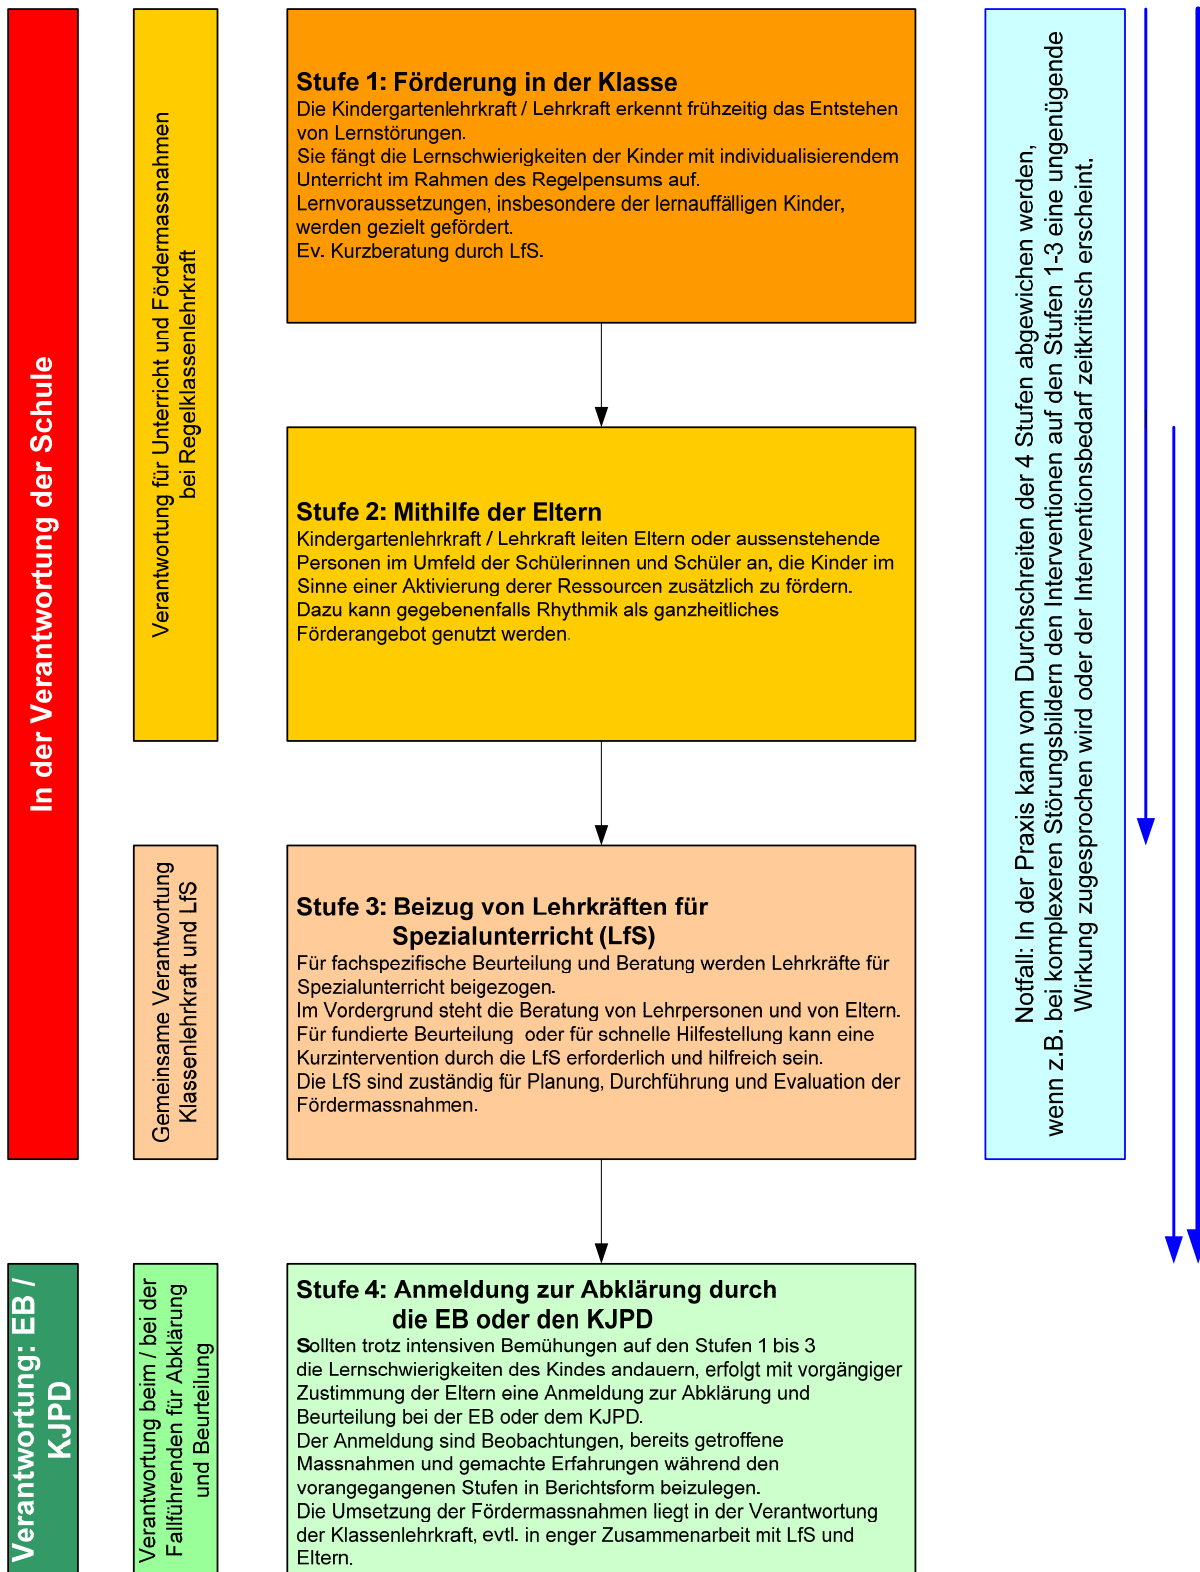 In der Verantwortung der Schule
Verantwortung für Unterricht und Fördermassnahmen
bei Regelklassenlehrkraft
Stufe 1: Förderung in der Klasse
Die Kindergartenlehrkraft / Lehrkraft erkennt frühzeitig das Entstehen
von Lernstörungen.
Sie fängt die Lernschwierigkeiten der Kinder mit individualisierendem
Unterricht im Rahmen des Regelpensums auf.
Lernvoraussetzungen, insbesondere der lernauffälligen Kinder,
werden gezielt gefördert.
Ev. Kurzberatung durch LfS.
Stufe 2: Mithilfe der Eltern
Kindergartenlehrkraft / Lehrkraft leiten Eltern oder aussenstehende
Personen im Umfeld der Schülerinnen und Schüler an, die Kinder im
Sinne einer Aktivierung derer Ressourcen zusätzlich zu fördern.
Dazu kann gegebenenfalls Rhythmik als ganzheitliches
Förderangebot genutzt werden.
Gemeinsame Verantwortung
Klassenlehrkraft und LfS
Stufe 3: Beizug von Lehrkräften für
Spezialunterricht (LfS)
Für fachspezifische Beurteilung und Beratung werden Lehrkräfte für
Spezialunterricht beigezogen.
Im Vordergrund steht die Beratung von Lehrpersonen und von Eltern.
Für fundierte Beurteilung oder für schnelle Hilfestellung kann eine
Kurzintervention durch die LfS erforderlich und hilfreich sein.
Die LfS sind zuständig für Planung, Durchführung und Evaluation der
Fördermassnahmen.
Notfall: In der Praxis kann vom Durchschreiten der 4 Stufen abgewichen werden,
wenn z.B. bei komplexeren Störungsbildern den Interventionen auf den Stufen 1-3 eine ungenügende
Wirkung zugesprochen wird oder der Interventionsbedarf zeitkritisch erscheint.
Verantwortung: EB /
KJPD
Verantwortung beim / bei der
Fallführenden für Abklärung
und Beurteilung
Stufe 4: Anmeldung zur Abklärung durch
die EB oder den KJPD
Sollten trotz intensiven Bemühungen auf den Stufen 1 bis 3
die Lernschwierigkeiten des Kindes andauern, erfolgt mit vorgängiger
Zustimmung der Eltern eine Anmeldung zur Abklärung und
Beurteilung bei der EB oder dem KJPD.
Der Anmeldung sind Beobachtungen, bereits getroffene
Massnahmen und gemachte Erfahrungen während den
vorangegangenen Stufen in Berichtsform beizulegen.
Die Umsetzung der Fördermassnahmen liegt in der Verantwortung
der Klassenlehrkraft, evtl. in enger Zusammenarbeit mit LfS und
Eltern.